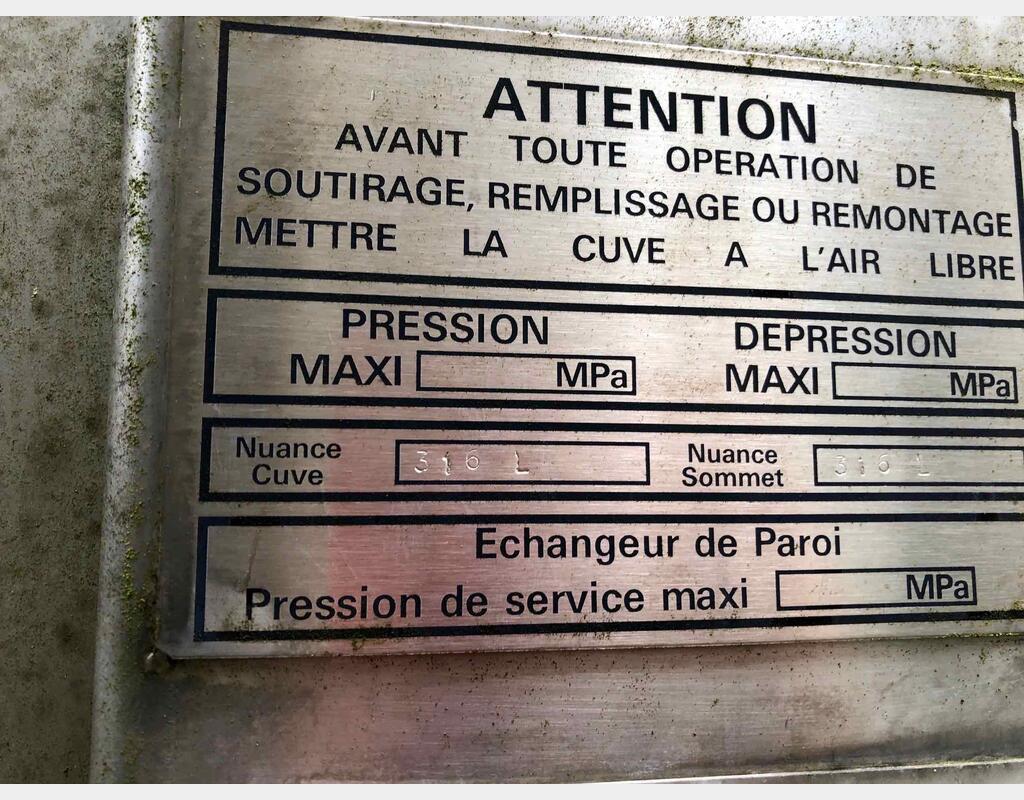 ATTENTION
AVANT TOUTE OPERATION DE
SOUTIRAGE, REMPLISSAGE OU REMONTAGE
METTRE LA CUVE A L'AIR LIBRE
PRESSION DEPRESSION
MAXI MPa MAXI MPa
Nuance Cuve 316 L Nuance Sommet 316 L
Echangeur de Paroi
Pression de service maxi MPa